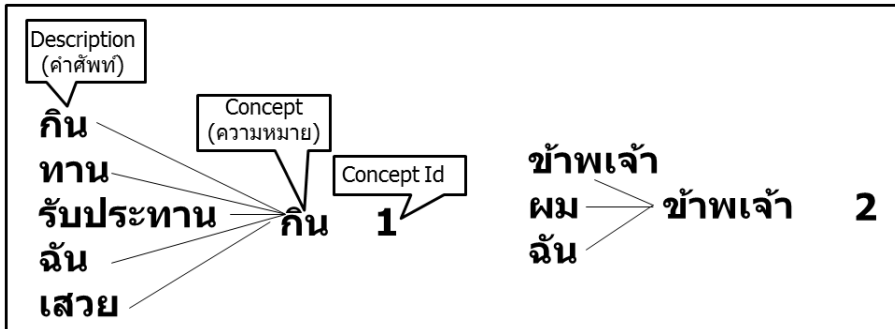 Description
(คำศัพท์)
กิน
ทาน
รับประทาน
ฉัน
เสวย
Concept
(ความหมาย)
กิน 1
Concept Id
ข้าพเจ้า
ผม
ฉัน
ข้าพเจ้า 2